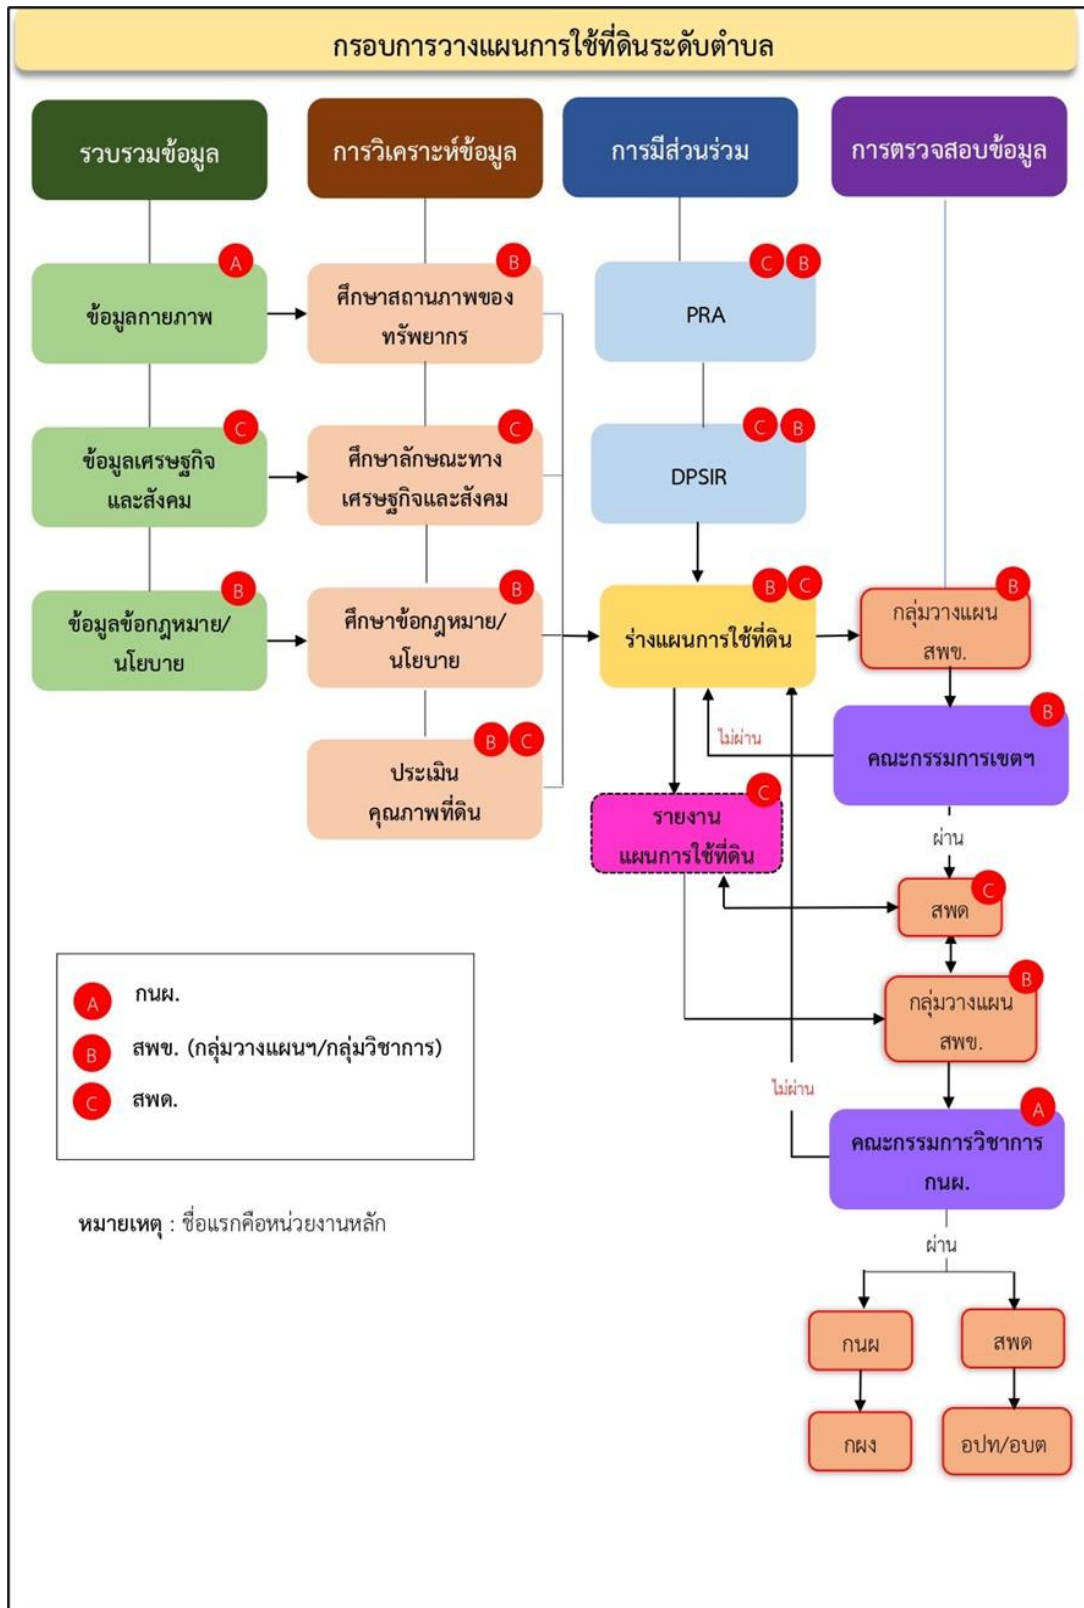 กรอบการวางแผนการใช้ที่ดินระดับตำบล
รวบรวมข้อมูล
การวิเคราะห์ข้อมูล
การมีส่วนร่วม
การตรวจสอบข้อมูล
A
ข้อมูลกายภาพ
B
ศึกษาสถานภาพของ
ทรัพยากร
C B
PRA
C
ข้อมูลเศรษฐกิจ
และสังคม
C
ศึกษาลักษณะทาง
เศรษฐกิจและสังคม
C B
DPSIR
B
ข้อมูลข้อกฎหมาย/
นโยบาย
B
ศึกษาข้อกฎหมาย/
นโยบาย
B C
ร่างแผนการใช้ที่ดิน
B
กลุ่มวางแผน
สพข.
B C
ประเมิน
คุณภาพที่ดิน
ไม่ผ่าน
B
คณะกรรมการเขตฯ
C
รายงาน
แผนการใช้ที่ดิน
ผ่าน
C
สพด
B
กลุ่มวางแผน
สพข.
A กนผ.
B สพข. (กลุ่มวางแผนฯ/กลุ่มวิชาการ)
C สพด.
ไม่ผ่าน
A
คณะกรรมการวิชาการ
กนผ.
หมายเหตุ : ชื่อแรกคือหน่วยงานหลัก
ผ่าน
กนผ
สพด
กผง
อปท/อบต